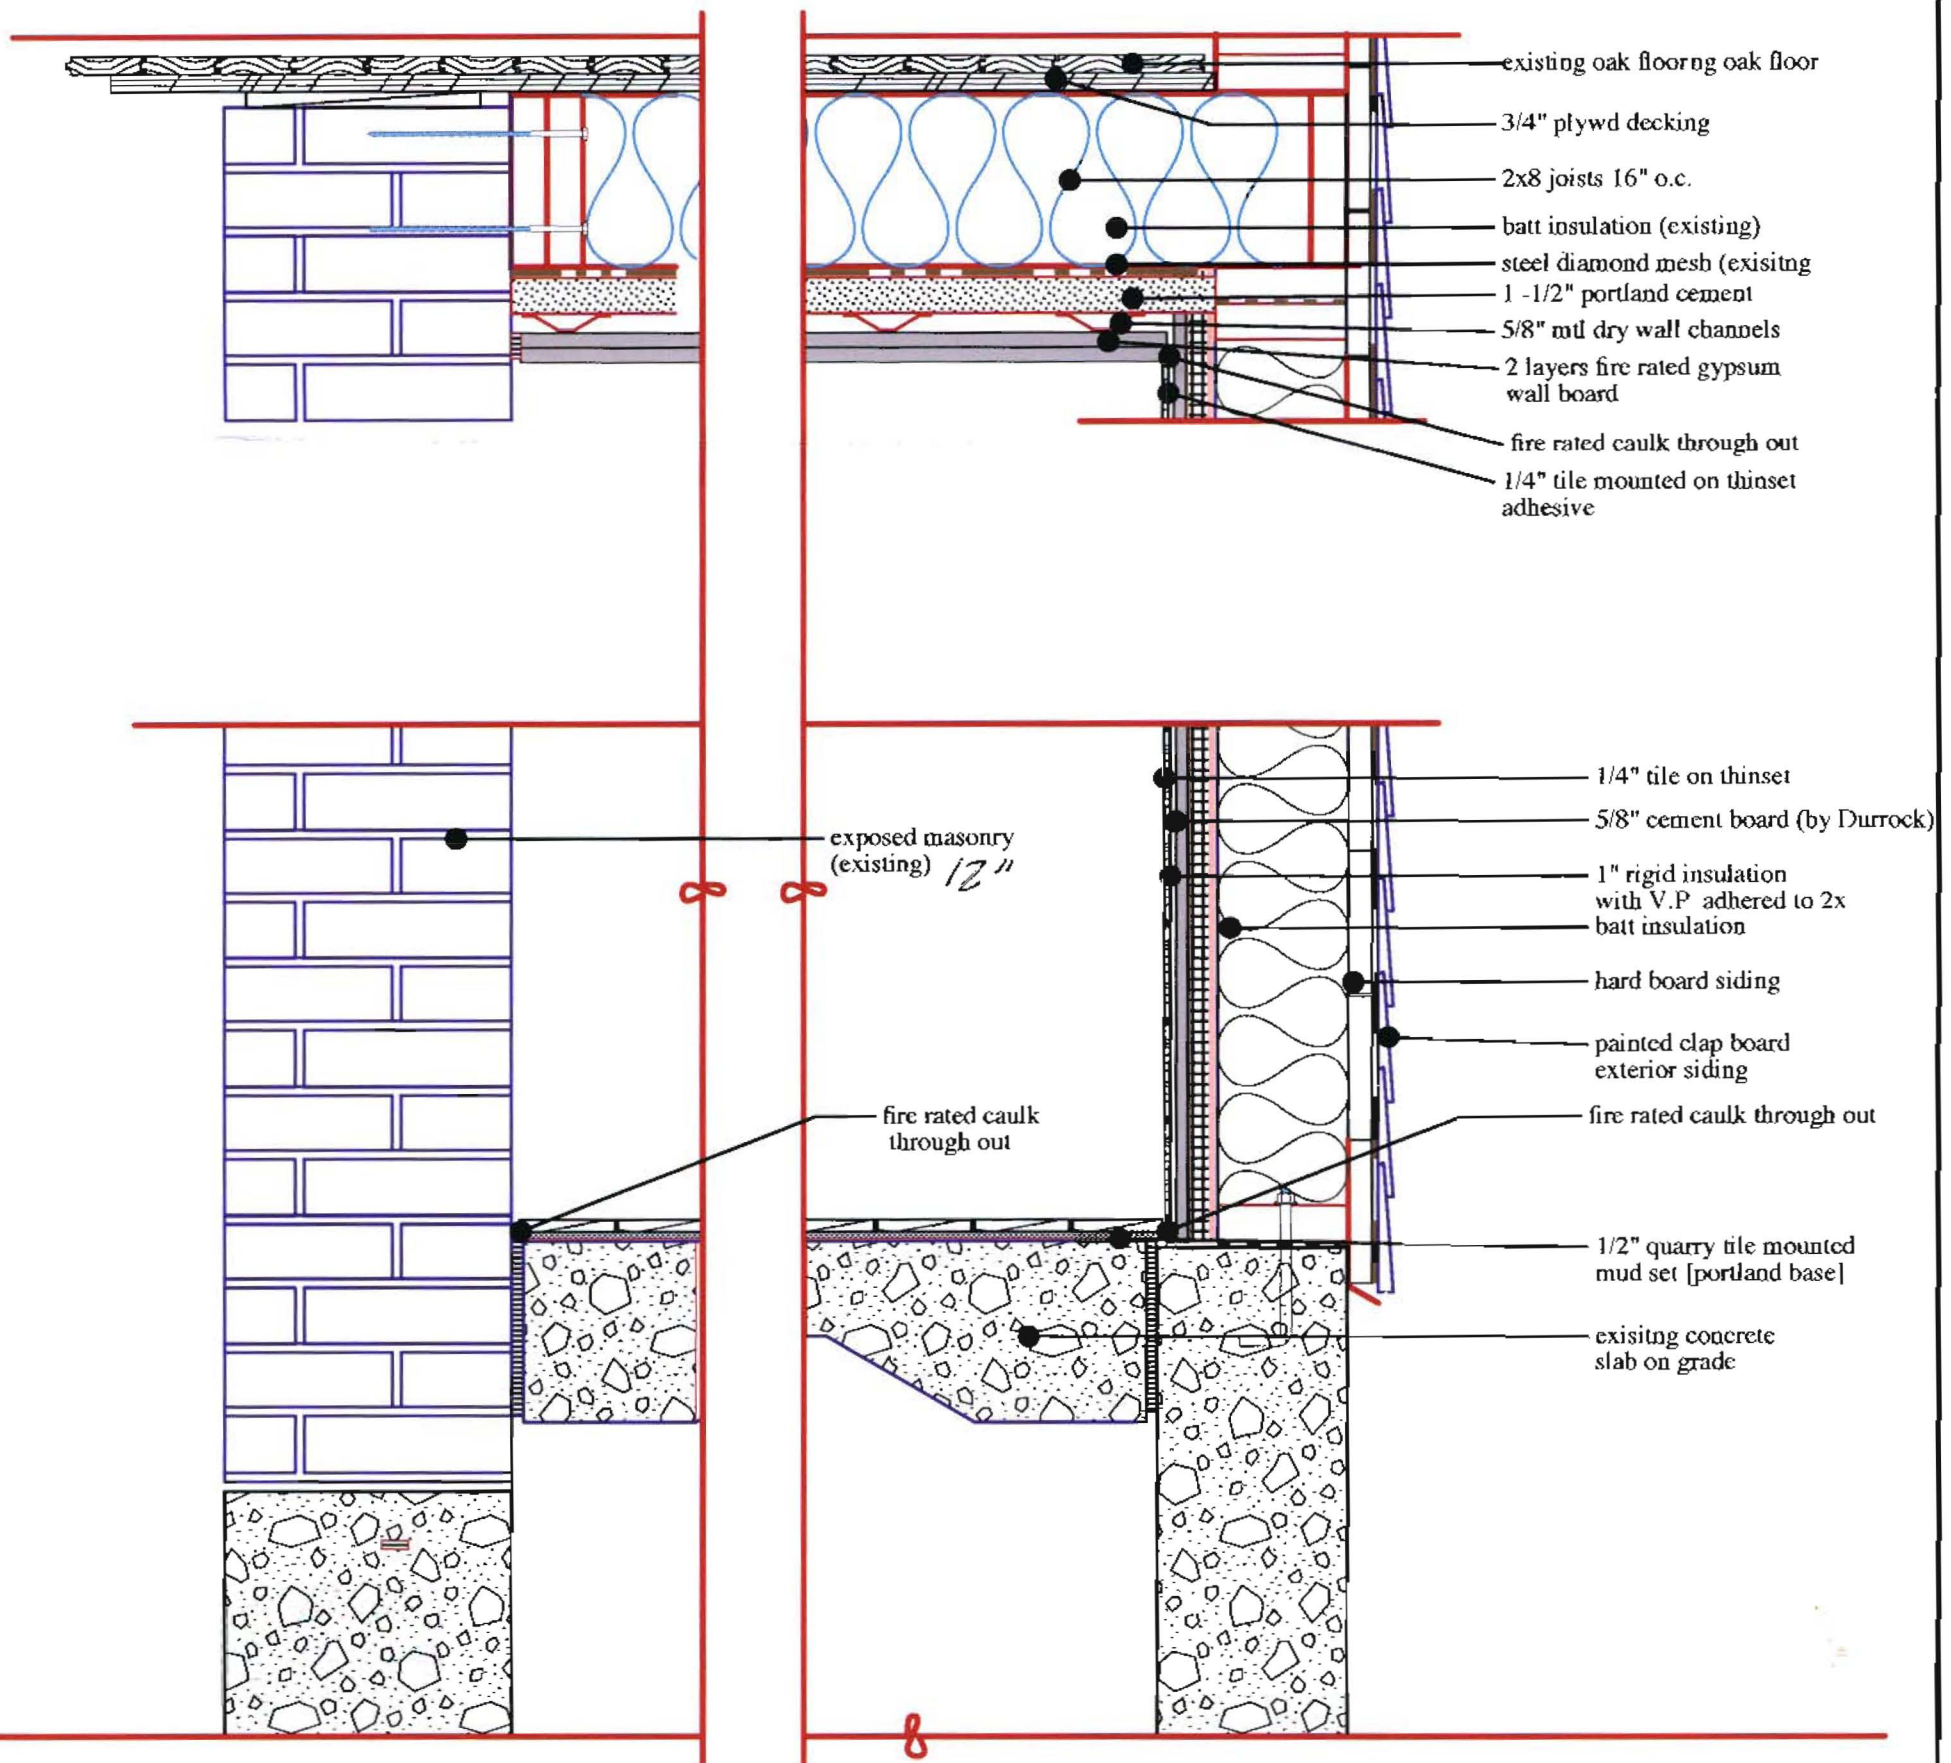 existing oak floorng oak floor
3/4" plywd decking
2x8 joists 16" o.c.
batt insulation (existing)
steel diamond mesh (exisitng
1 -1/2" portland cement
5/8" mtl dry wall channels
2 layers fire rated gypsum
wall board
fire rated caulk through out
1/4" tile mounted on thinset
adhesive
1/4" tile on thinset
5/8" cement board (by Durrock)
exposed masonry
(existing) 12"
1" rigid insulation
with V.P adhered to 2x
batt insulation
hard board siding
painted clap board
exterior siding
fire rated caulk
through out
fire rated caulk through out
1/2" quarry tile mounted
mud set [portland base]
exisitng concrete
slab on grade